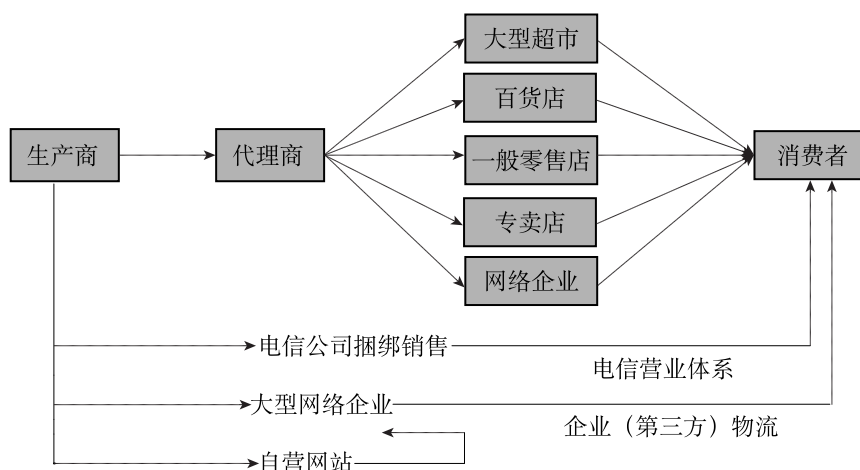 大型超市
百货店
生产商
代理商
一般零售店
消费者
专卖店
网络企业
电信公司捆绑销售
电信营业体系
大型网络企业
企业（第三方）物流
自营网站